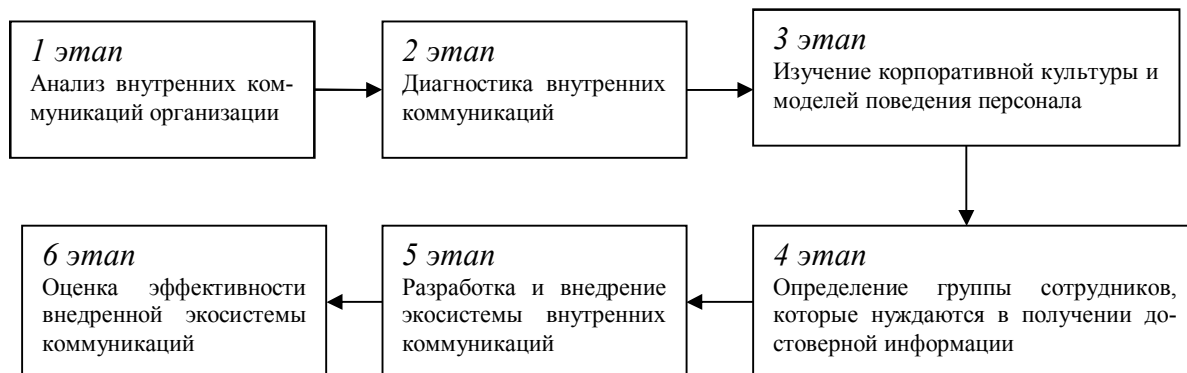 1 этап
Анализ внутренних ком-
муникаций организации
2 этап
Диагностика внутренних
коммуникаций
3 этап
Изучение корпоративной культуры и
моделей поведения персонала
4 этап
Определение группы сотрудников,
которые нуждаются в получении до-
стоверной информации
5 этап
Разработка и внедрение
экосистемы внутренних
коммуникаций
6 этап
Оценка эффективности
внедренной экосистемы
коммуникаций